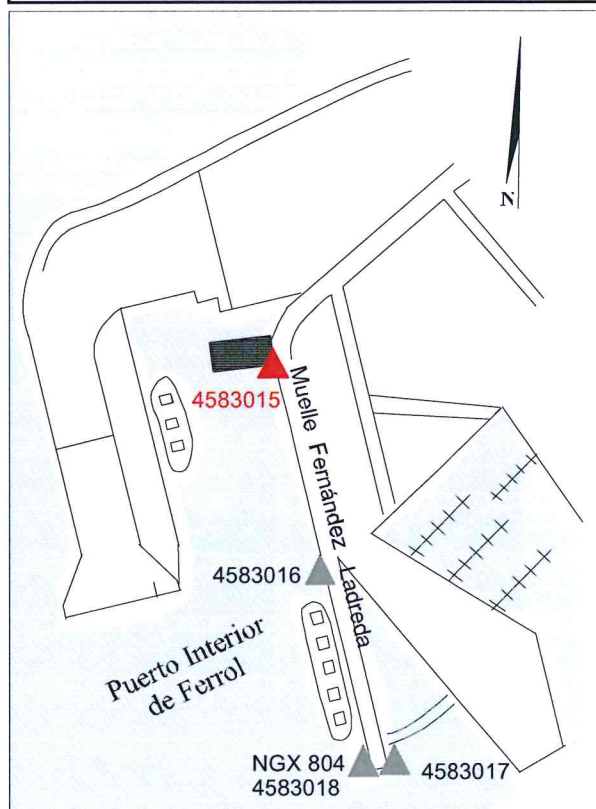 N
4583015
Muelle Fernández Ladreda
4583016
Puerto Interior
de Ferrol
NGX 804
4583018
4583017